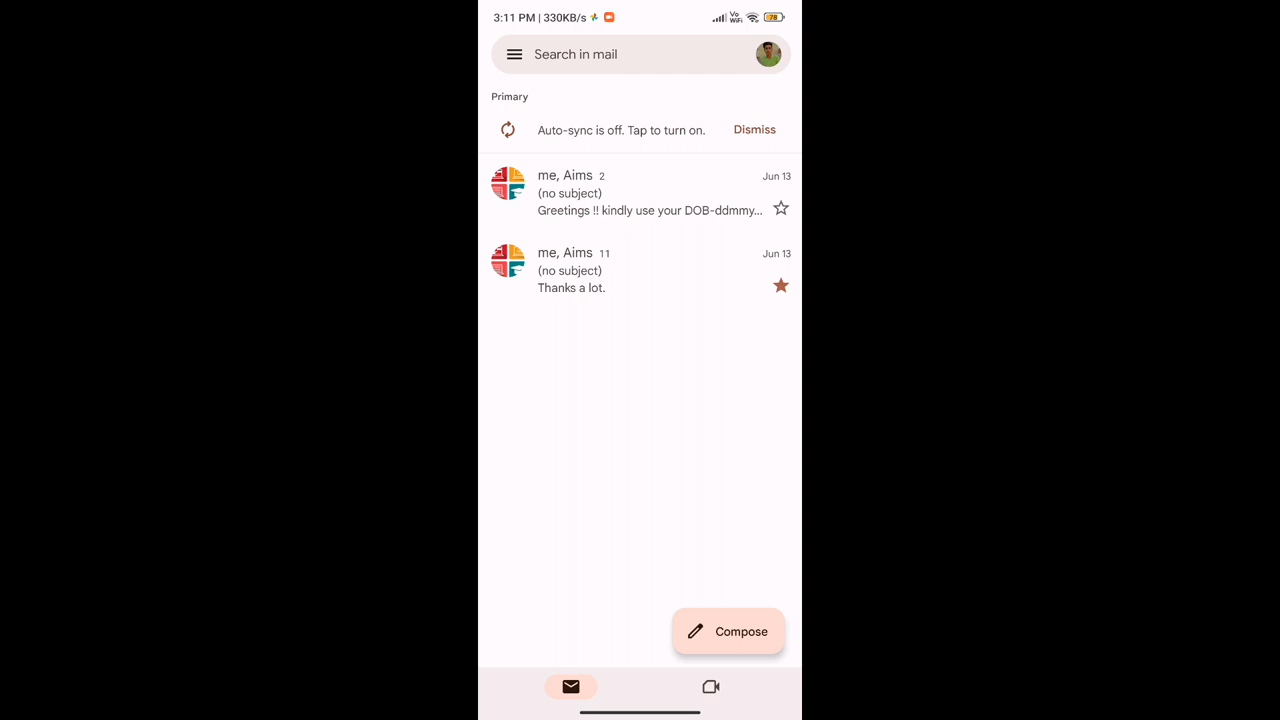 3:11 PM | 330KB/s Vo WiFi 78
Search in mail
Primary
Auto-sync is off. Tap to turn on. Dismiss
me, Aims 2 Jun 13
(no subject)
Greetings !! kindly use your DOB-ddmmy...
me, Aims 11 Jun 13
(no subject)
Thanks a lot.
Compose